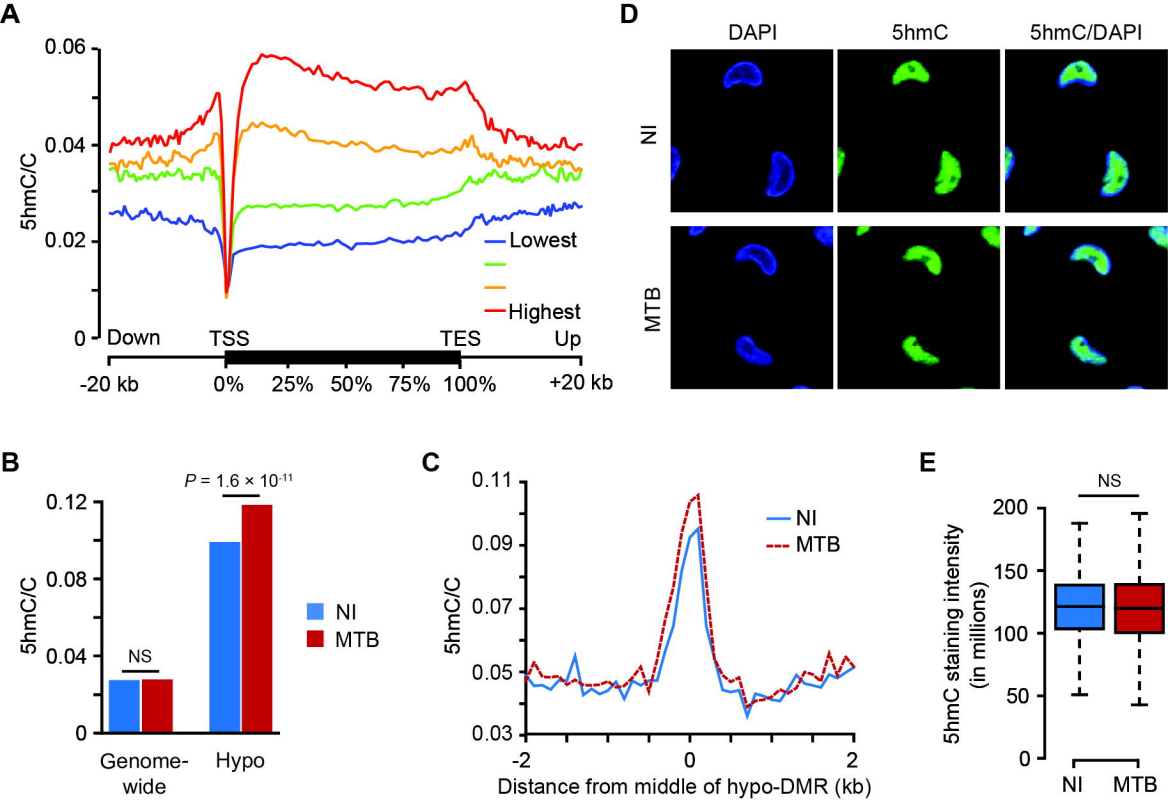 A
0.06
0.04
0.02
0
5hmC/C
Lowest
Highest
Down
TSS
TES
Up
-20 kb
0%
25%
50%
75%
100%
+20 kb
D
DAPI
5hmC
5hmC/DAPI
NI
MTB
B
P = 1.6 × 10-11
0.12
0.08
0.04
0
5hmC/C
NS
NI
MTB
Genome-
wide
Hypo
C
0.11
0.09
0.07
0.05
0.03
5hmC/C
NI
MTB
-2
0
2
Distance from middle of hypo-DMR (kb)
E
NS
200
150
100
50
0
5hmC staining intensity
(in millions)
NI
MTB